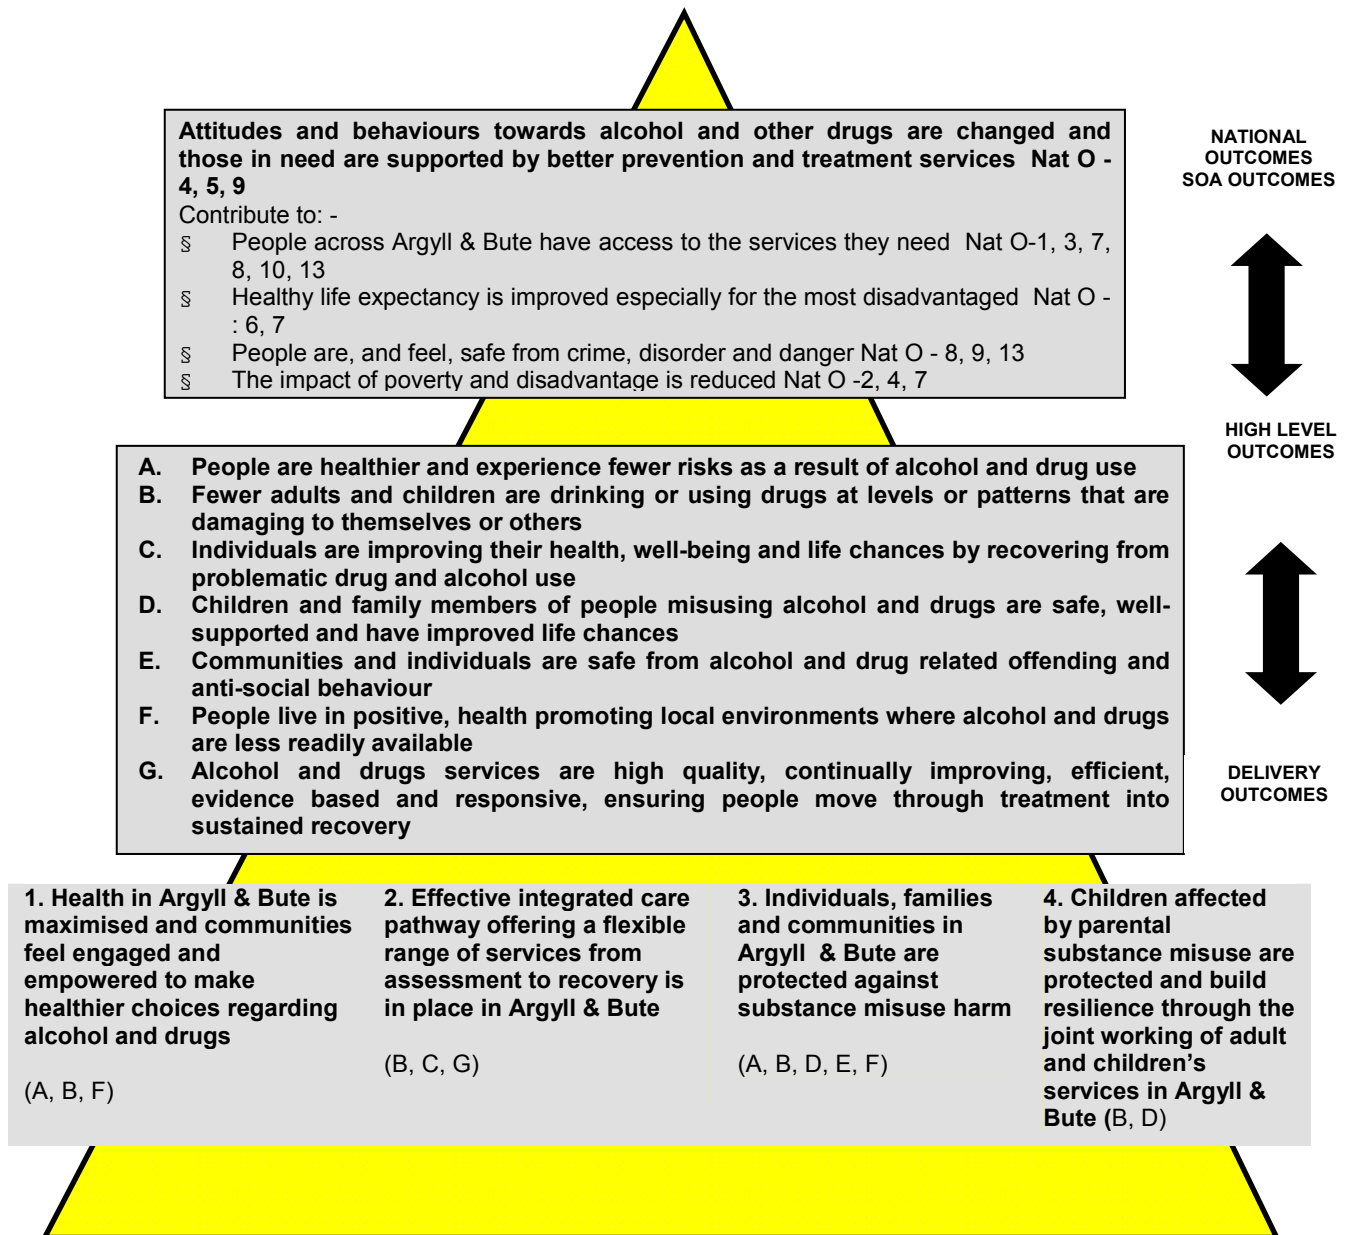 Attitudes and behaviours towards alcohol and other drugs are changed and
those in need are supported by better prevention and treatment services Nat O -
4, 5, 9
Contribute to: -
§ People across Argyll & Bute have access to the services they need Nat O-1, 3, 7,
8, 10, 13
§ Healthy life expectancy is improved especially for the most disadvantaged Nat O -
: 6, 7
§ People are, and feel, safe from crime, disorder and danger Nat O - 8, 9, 13
§ The impact of poverty and disadvantage is reduced Nat O -2, 4, 7
NATIONAL
OUTCOMES
SOA OUTCOMES
HIGH LEVEL
OUTCOMES
A. People are healthier and experience fewer risks as a result of alcohol and drug use
B. Fewer adults and children are drinking or using drugs at levels or patterns that are
damaging to themselves or others
C. Individuals are improving their health, well-being and life chances by recovering from
problematic drug and alcohol use
D. Children and family members of people misusing alcohol and drugs are safe, well-
supported and have improved life chances
E. Communities and individuals are safe from alcohol and drug related offending and
anti-social behaviour
F. People live in positive, health promoting local environments where alcohol and drugs
are less readily available
G. Alcohol and drugs services are high quality, continually improving, efficient,
evidence based and responsive, ensuring people move through treatment into
sustained recovery
DELIVERY
OUTCOMES
1. Health in Argyll & Bute is
maximised and communities
feel engaged and
empowered to make
healthier choices regarding
alcohol and drugs
(A, B, F)
2. Effective integrated care
pathway offering a flexible
range of services from
assessment to recovery is
in place in Argyll & Bute
(B, C, G)
3. Individuals, families
and communities in
Argyll & Bute are
protected against
substance misuse harm
(A, B, D, E, F)
4. Children affected
by parental
substance misuse are
protected and build
resilience through the
joint working of adult
and children’s
services in Argyll &
Bute (B, D)